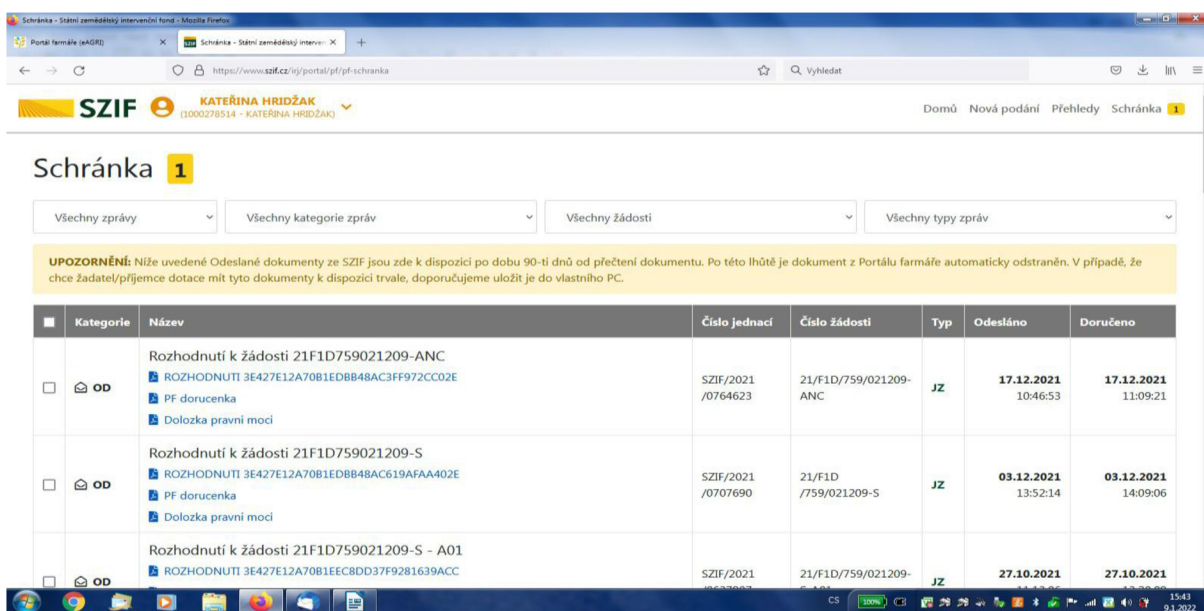 Schránka - Státní zemědělský intervenční fond - Mozilla Firefox
Portál farmáře (eAGRI)
SZIF Schránka - Státní zemědělský interven
https://www.szif.cz/irj/portal/pf/pf-schranka
Vyhledat
SZIF
KATEŘINA HRIDŽAK
(1000278514 - KATEŘINA HRIDŽAK)
Domů Nová podání Přehledy Schránka 1
Schránka 1
Všechny zprávy Všechny kategorie zpráv Všechny žádosti Všechny typy zpráv
UPOZORNĚNÍ: Níže uvedené Odeslané dokumenty ze SZIF jsou zde k dispozici po dobu 90-ti dnů od přečtení dokumentu. Po této lhůtě je dokument z Portálu farmáře automaticky odstraněn. V případě, že
chce žadatel/příjemce dotace mít tyto dokumenty k dispozici trvale, doporučujeme uložit je do vlastního PC.
Kategorie Název Číslo jednací Číslo žádosti Typ Odesláno Doručeno
Rozhodnutí k žádosti 21F1D759021209-ANC
ROZHODNUTI 3E427E12A70B1EDBB48AC3FF972CC02E
PF dorucenka
Dolozka pravni moci
OD
SZIF/2021
/0764623
21/F1D/759/021209-
ANC
JZ
17.12.2021
10:46:53
17.12.2021
11:09:21
Rozhodnutí k žádosti 21F1D759021209-S
ROZHODNUTI 3E427E12A70B1EDBB48AC619AFAA402E
PF dorucenka
Dolozka pravni moci
OD
SZIF/2021
/0707690
21/F1D
/759/021209-S
JZ
03.12.2021
13:52:14
03.12.2021
14:09:06
Rozhodnutí k žádosti 21F1D759021209-S - A01
ROZHODNUTI 3E427E12A70B1EEC8DD37F9281639ACC
OD
SZIF/2021
21/F1D/759/021209-
JZ
27.10.2021
27.10.2021
CS 100% 15:43
9.1.2022